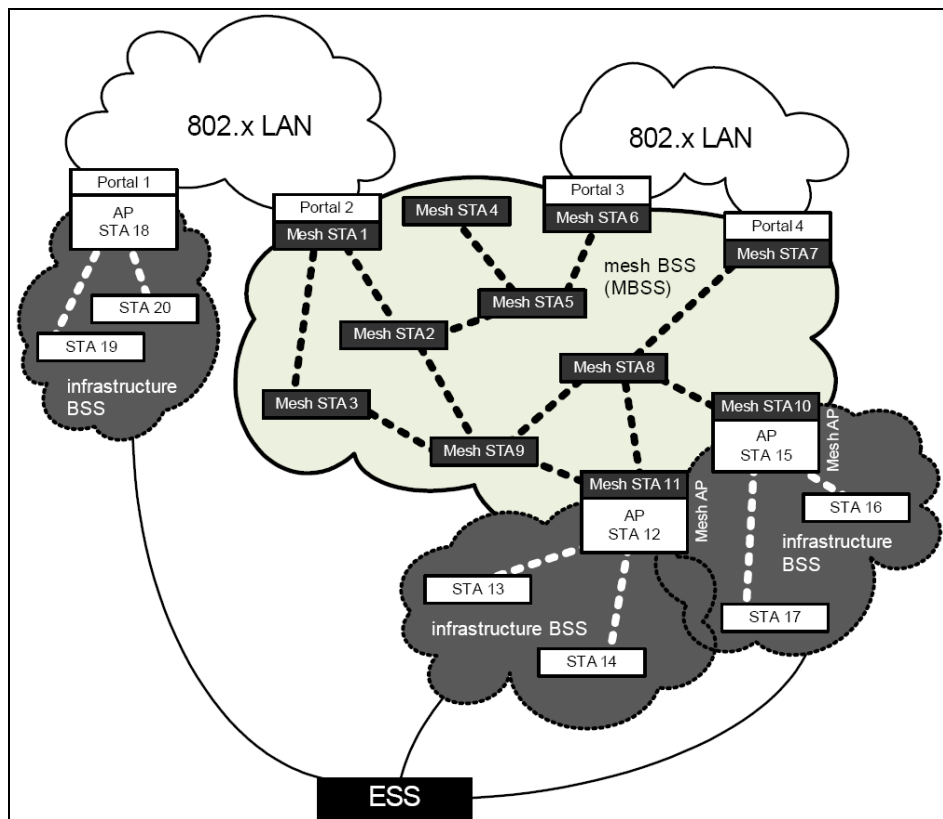 802.x LAN
802.x LAN
Portal 1
AP
STA 18
Portal 2
Mesh STA 1
Mesh STA 4
Portal 3
Mesh STA 6
Portal 4
Mesh STA7
mesh BSS
(MBSS)
STA 20
STA 19
Mesh STA5
Mesh STA2
infrastructure
BSS
Mesh STA8
Mesh STA 3
Mesh STA10
AP
STA 15
Mesh AP
Mesh STA9
Mesh STA 11
AP
STA 12
Mesh AP
STA 16
infrastructure
BSS
STA 13
STA 17
infrastructure BSS
STA 14
ESS